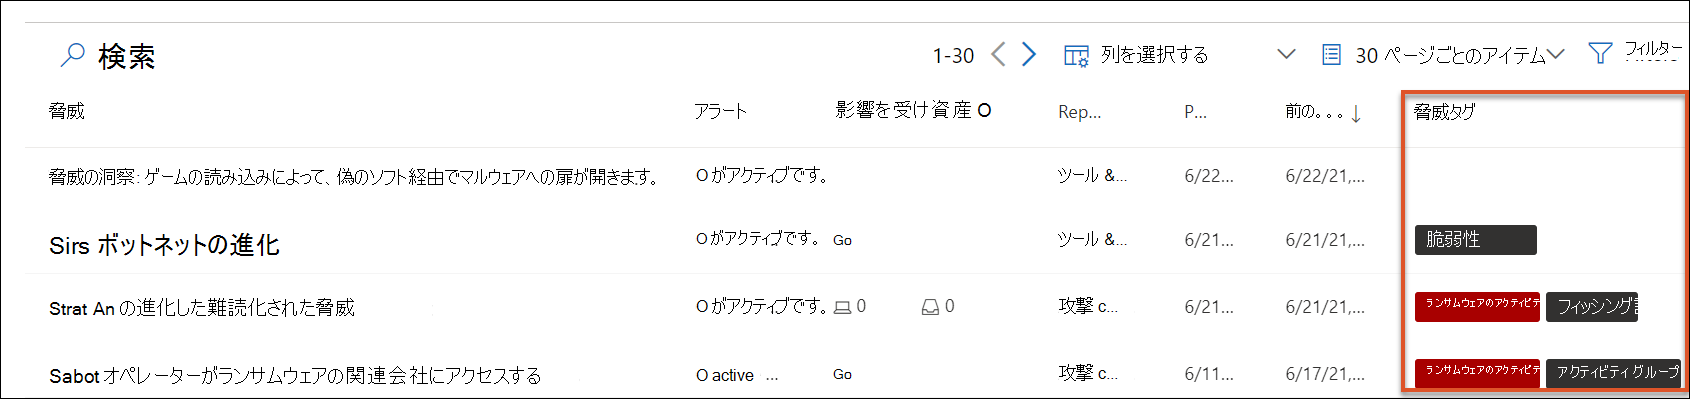 検索 1-30 列を選択する 30 ページごとのアイテム フィルター
脅威 アラート 影響を受け資産 O Rep... P... 前の。。。 脅威タグ
脅威の洞察: ゲームの読み込みによって、偽のソフト経由でマルウェアへの扉が開きます。 O がアクティブです。 ツール &... 6/22... 6/22/21,...
Sirs ボットネットの進化 O がアクティブです。 Go ツール &... 6/21... 6/21/21,... 脆弱性
Strat An の進化した難読化された脅威 O がアクティブです。 0 0 攻撃 c... 6/21... 6/21/21,... ランサムウェアのアクティビテ フィッシング
Sabot オペレーターがランサムウェアの関連会社にアクセスする O active ... Go 攻撃 c... 6/11... 6/17/21,... ランサムウェアのアクティビテ アクティビティ グループ